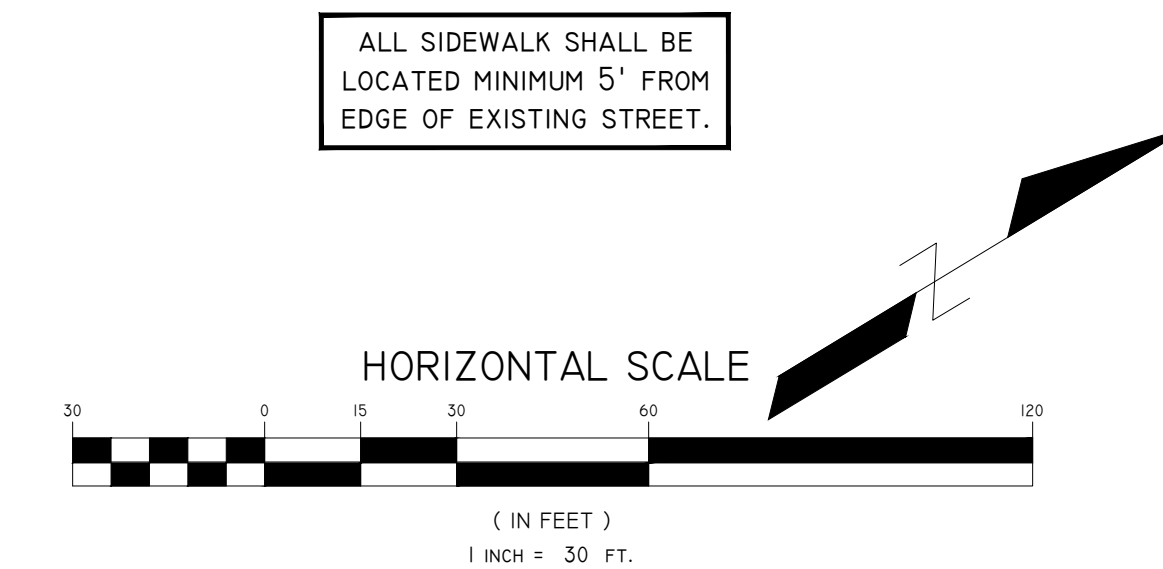 ALL SIDEWALK SHALL BE
LOCATED MINIMUM 5' FROM
EDGE OF EXISTING STREET.
N
HORIZONTAL SCALE
30 0 15 30 60 120
( IN FEET )
1 INCH = 30 FT.